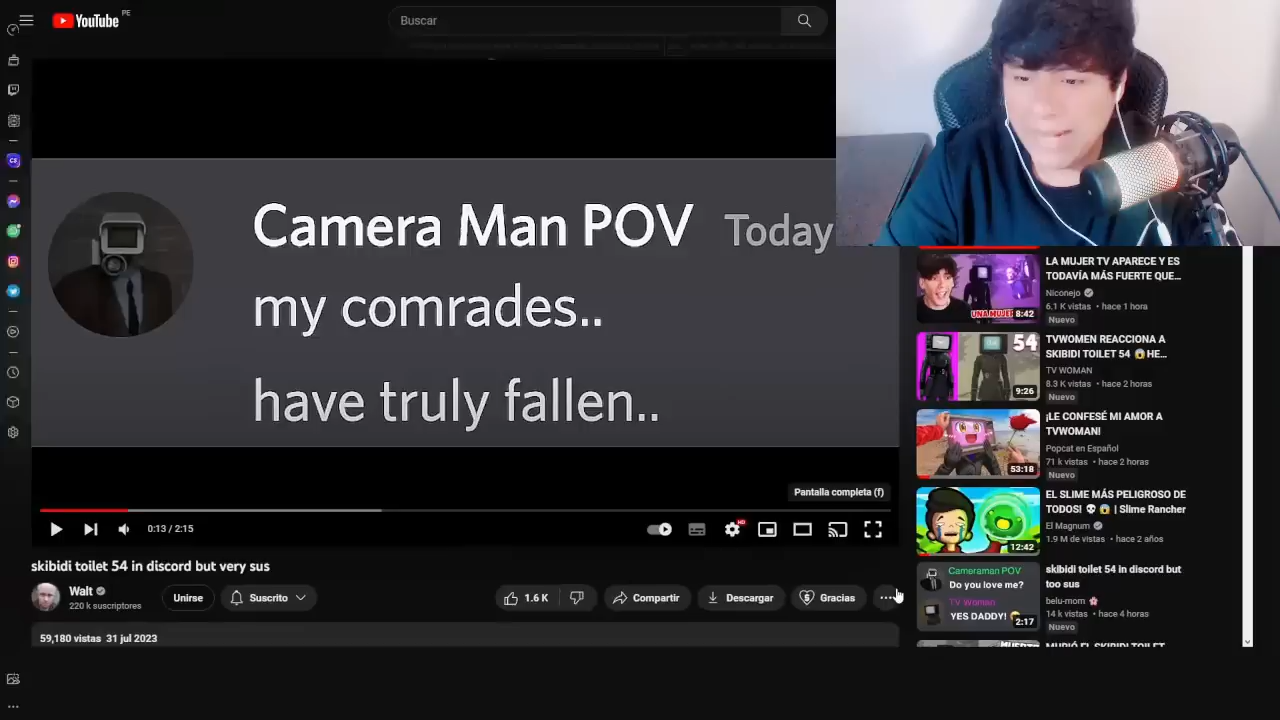 YouTube PE
Buscar
Camera Man POV Today
my comrades..
have truly fallen..
Pantalla completa (f)
0:13 / 2:15
HD
skibidi toilet 54 in discord but very sus
Walt
220 k suscriptores
Unirse
Suscrito
1.6 K
Compartir
Descargar
Gracias
59,180 vistas 31 jul 2023
8:42
LA MUJER TV APARECE Y ES
TODAVÍA MÁS FUERTE QUE...
Niconejo
6.1 K vistas • hace 1 hora
Nuevo
54
9:26
TVWOMEN REACCIONA A
SKIBIDI TOILET 54 😱HE...
TV WOMAN
8.3 K vistas • hace 2 horas
Nuevo
53:18
¡LE CONFESÉ MI AMOR A
TVWOMAN!
Popcat en Español
71 k vistas • hace 2 horas
Nuevo
12:42
EL SLIME MÁS PELIGROSO DE
TODOS! 💀 😱 | Slime Rancher
El Magnum
1.9 M de vistas • hace 2 años
Cameraman POV
Do you love me?
TV Woman
YES DADDY!
2:17
skibidi toilet 54 in discord but
too sus
belu-mom 🌸
14 k vistas • hace 4 horas
Nuevo